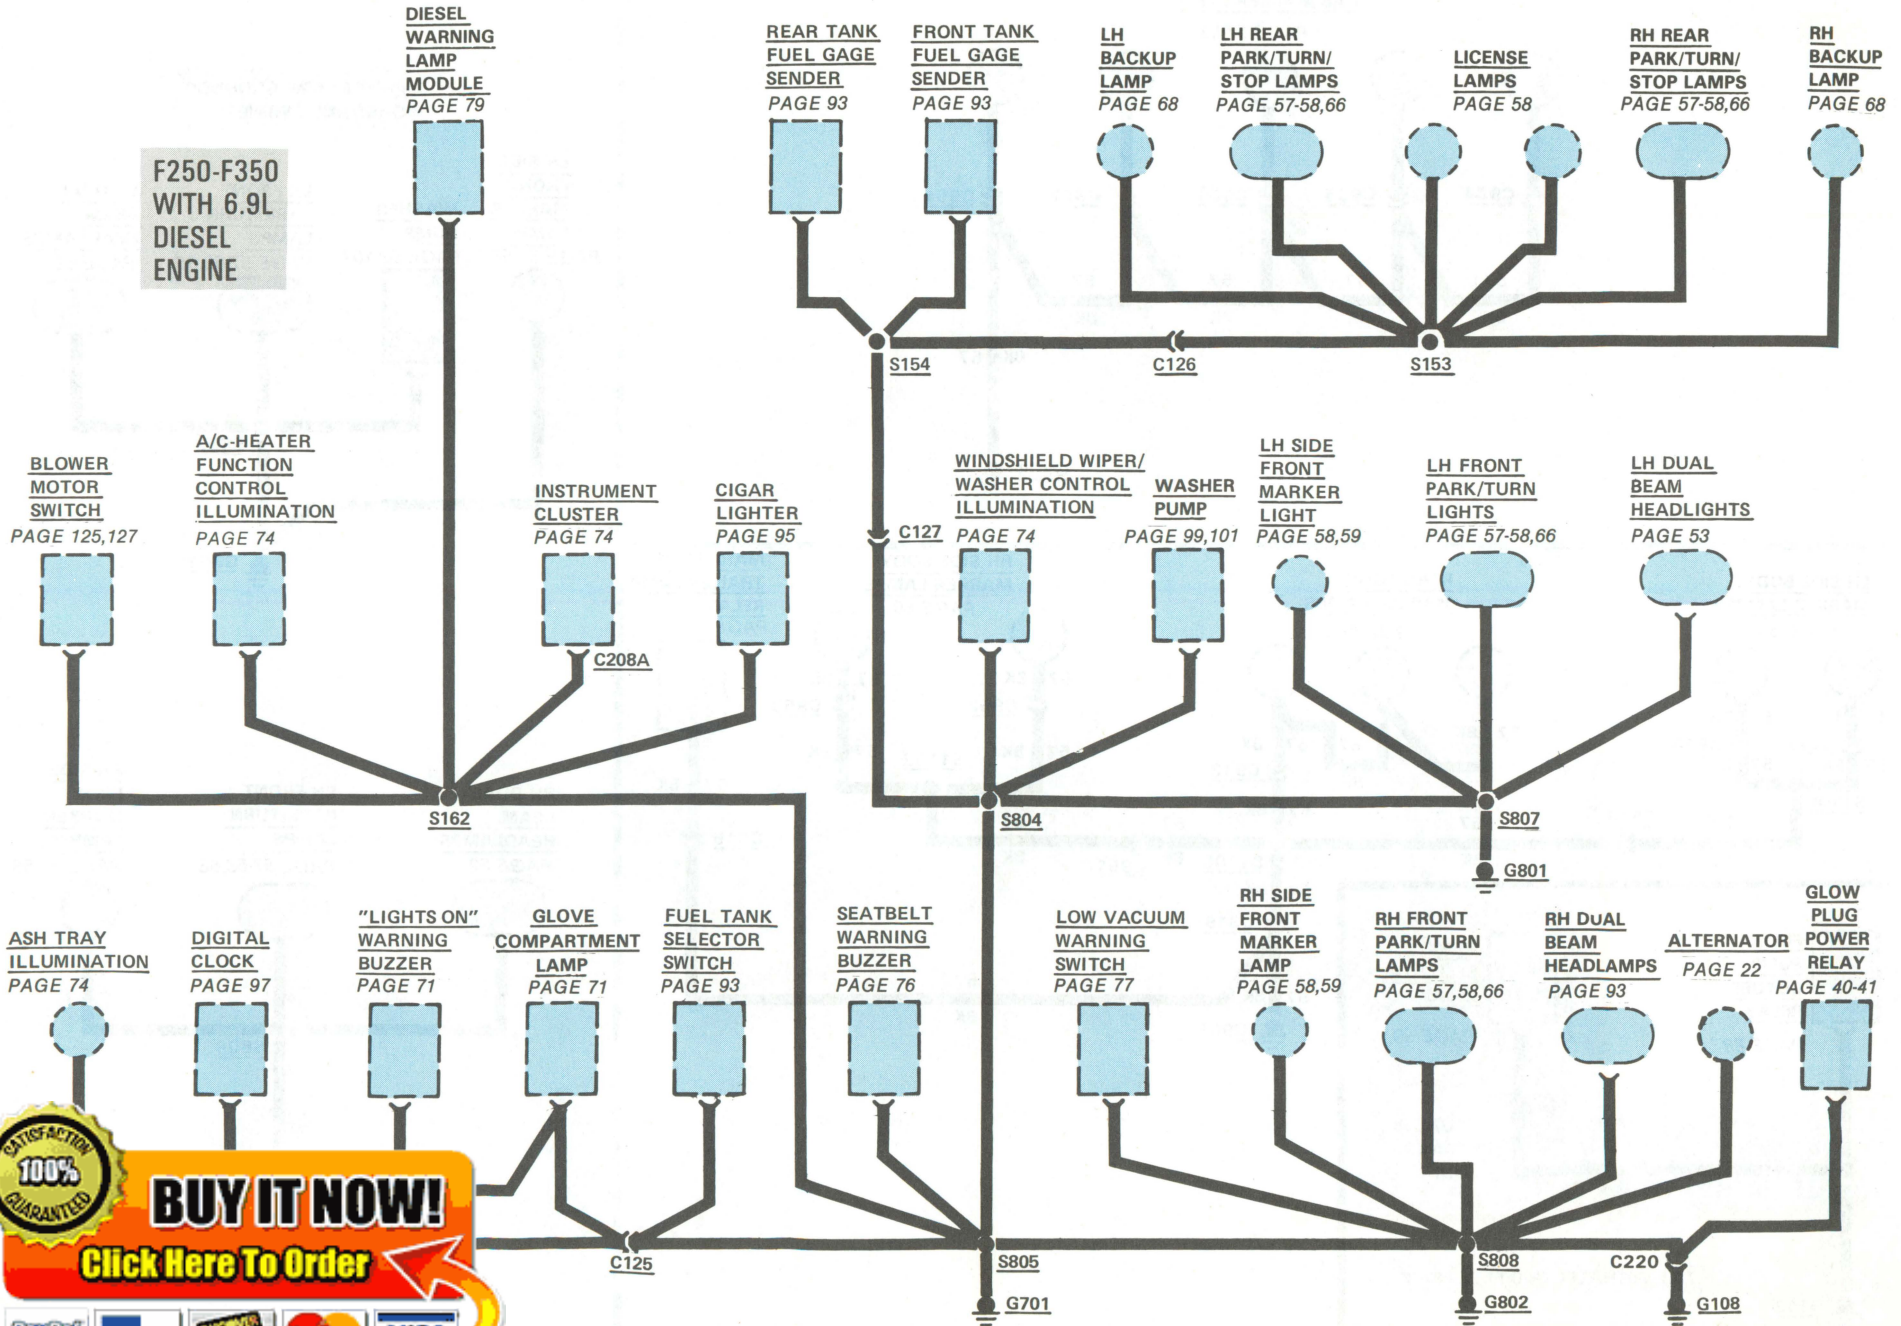 DIESEL
WARNING
LAMP
MODULE
PAGE 79
REAR TANK
FUEL GAGE
SENDER
PAGE 93
FRONT TANK
FUEL GAGE
SENDER
PAGE 93
LH
BACKUP
LAMP
PAGE 68
LH REAR
PARK/TURN/
STOP LAMPS
PAGE 57-58,66
LICENSE
LAMPS
PAGE 58
RH REAR
PARK/TURN/
STOP LAMPS
PAGE 57-58,66
RH
BACKUP
LAMP
PAGE 68
F250-F350
WITH 6.9L
DIESEL
ENGINE
S154
C126
S153
BLOWER
MOTOR
SWITCH
PAGE 125,127
A/C-HEATER
FUNCTION
CONTROL
ILLUMINATION
PAGE 74
INSTRUMENT
CLUSTER
PAGE 74
CIGAR
LIGHTER
PAGE 95
C127
WINDSHIELD WIPER/
WASHER CONTROL
ILLUMINATION
PAGE 74
WASHER
PUMP
PAGE 99,101
LH SIDE
FRONT
MARKER
LIGHT
PAGE 58,59
LH FRONT
PARK/TURN
LIGHTS
PAGE 57-58,66
LH DUAL
BEAM
HEADLIGHTS
PAGE 53
C208A
S162
S804
S807
G801
ASH TRAY
ILLUMINATION
PAGE 74
DIGITAL
CLOCK
PAGE 97
"LIGHTS ON"
WARNING
BUZZER
PAGE 71
GLOVE
COMPARTMENT
LAMP
PAGE 71
FUEL TANK
SELECTOR
SWITCH
PAGE 93
SEATBELT
WARNING
BUZZER
PAGE 76
LOW VACUUM
WARNING
SWITCH
PAGE 77
RH SIDE
FRONT
MARKER
LAMP
PAGE 58,59
RH FRONT
PARK/TURN
LAMPS
PAGE 57,58,66
RH DuAL
BEAM
HEADLAMPS
PAGE 93
ALTERNATOR
PAGE 22
GLOW
PLUG
POWER
RELAY
PAGE 40-41
SATISFACTION
100%
GUARANTEED
BUY IT NOW!
Click Here To Order
C125
S805
S808
C220
G701
G802
G108